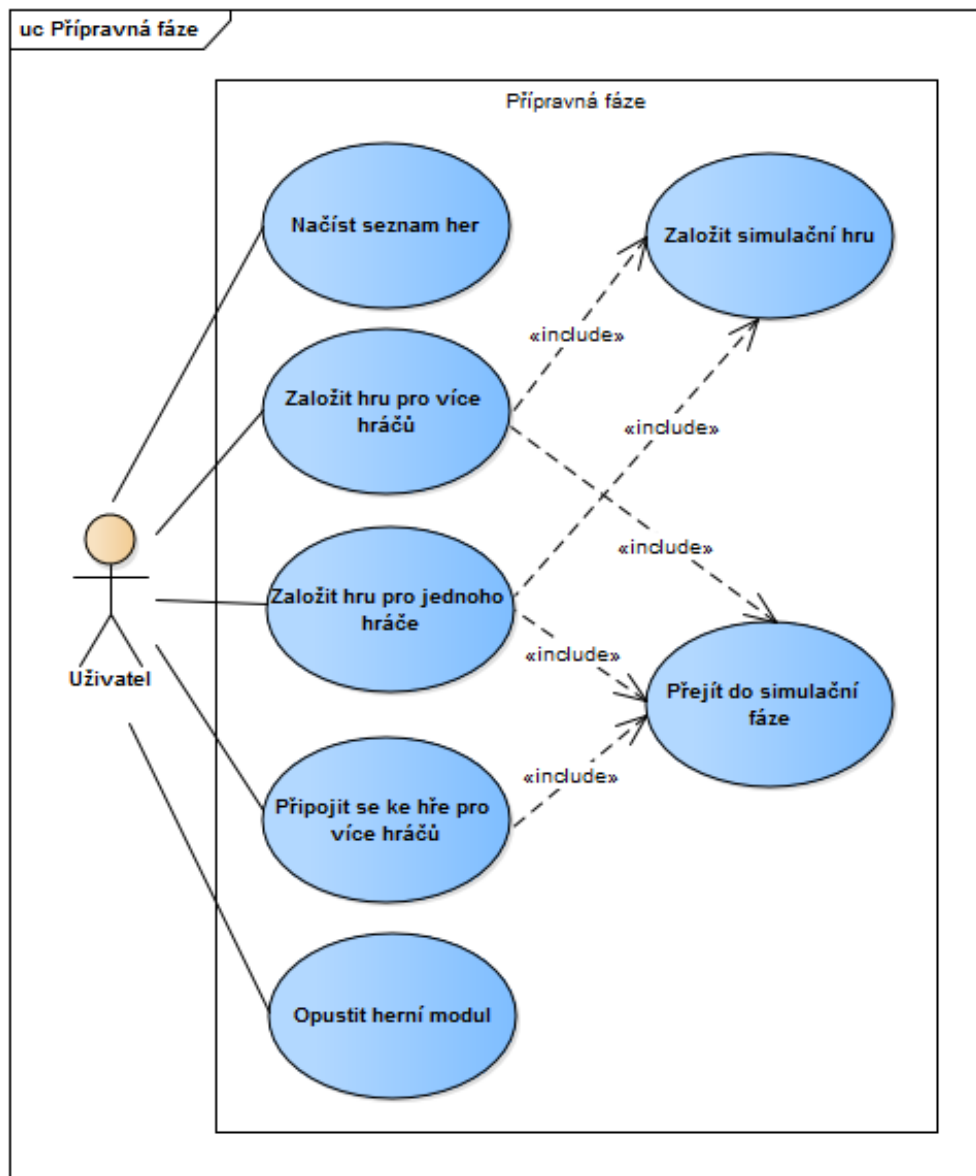 uc Přípravná fáze
Přípravná fáze
Načíst seznam her
Založit simulační hru
«include»
Založit hru pro více
hráčů
«include»
«include»
Založit hru pro jednoho
hráče
«include»
Uživatel
Přejít do simulační
fáze
«include»
Připojit se ke hře pro
více hráčů
Opustit herní modul